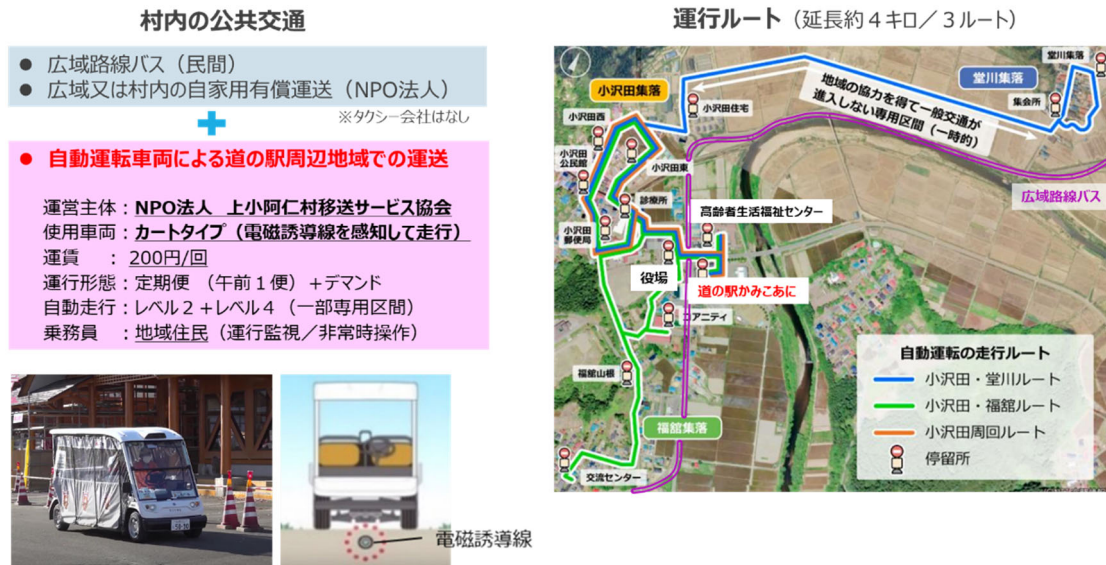 村内の公共交通
● 広域路線バス（民間）
● 広域又は村内の自家用有償運送（NPO法人）
※タクシー会社はなし
● 自動運転車両による道の駅周辺地域での運送
運営主体：NPO法人　上小阿仁村移送サービス協会
使用車両：カートタイプ（電磁誘導線を感知して走行）
運賃　：200円/回
運行形態：定期便（午前１便）＋デマンド
自動走行：レベル２＋レベル４（一部専用区間）
乗務員　：地域住民（運行監視／非常時操作）
電磁誘導線
運行ルート（延長約４キロ／３ルート）
堂川集落
小沢田集落
堂川集落
集会所
小沢田住宅
地域の協力を得て一般交通が
進入しない専用区間（一時的）
小沢田西
小沢田
公民館
小沢田東
広域路線バス
診療所
高齢者生活福祉センター
小沢田
郵便局
役場
道の駅かみこあに
コアニティ
福舘山根
福舘集落
交流センター
自動運転の走行ルート
小沢田・堂川ルート
小沢田・福舘ルート
小沢田周回ルート
停留所